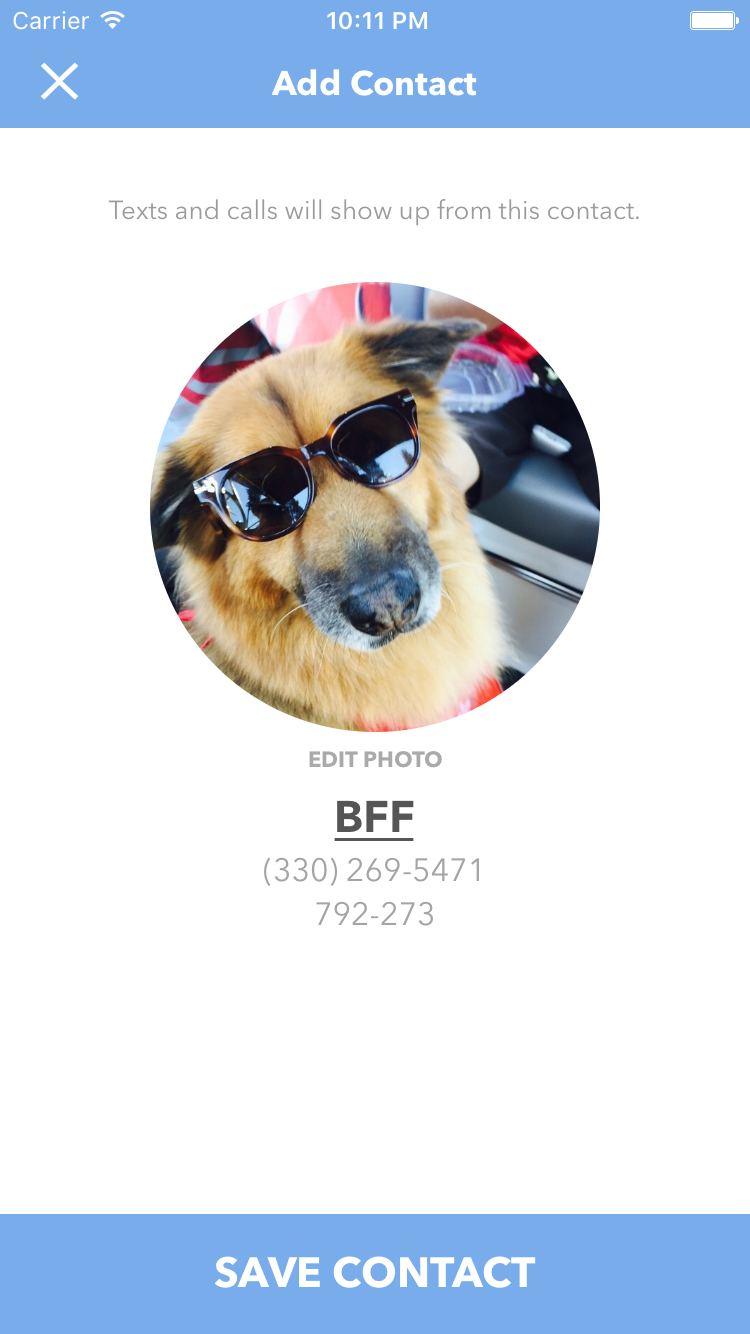 Carrier 10:11 PM
Add Contact
Texts and calls will show up from this contact.
EDIT PHOTO
BFF
(330) 269-5471
792-273
SAVE CONTACT